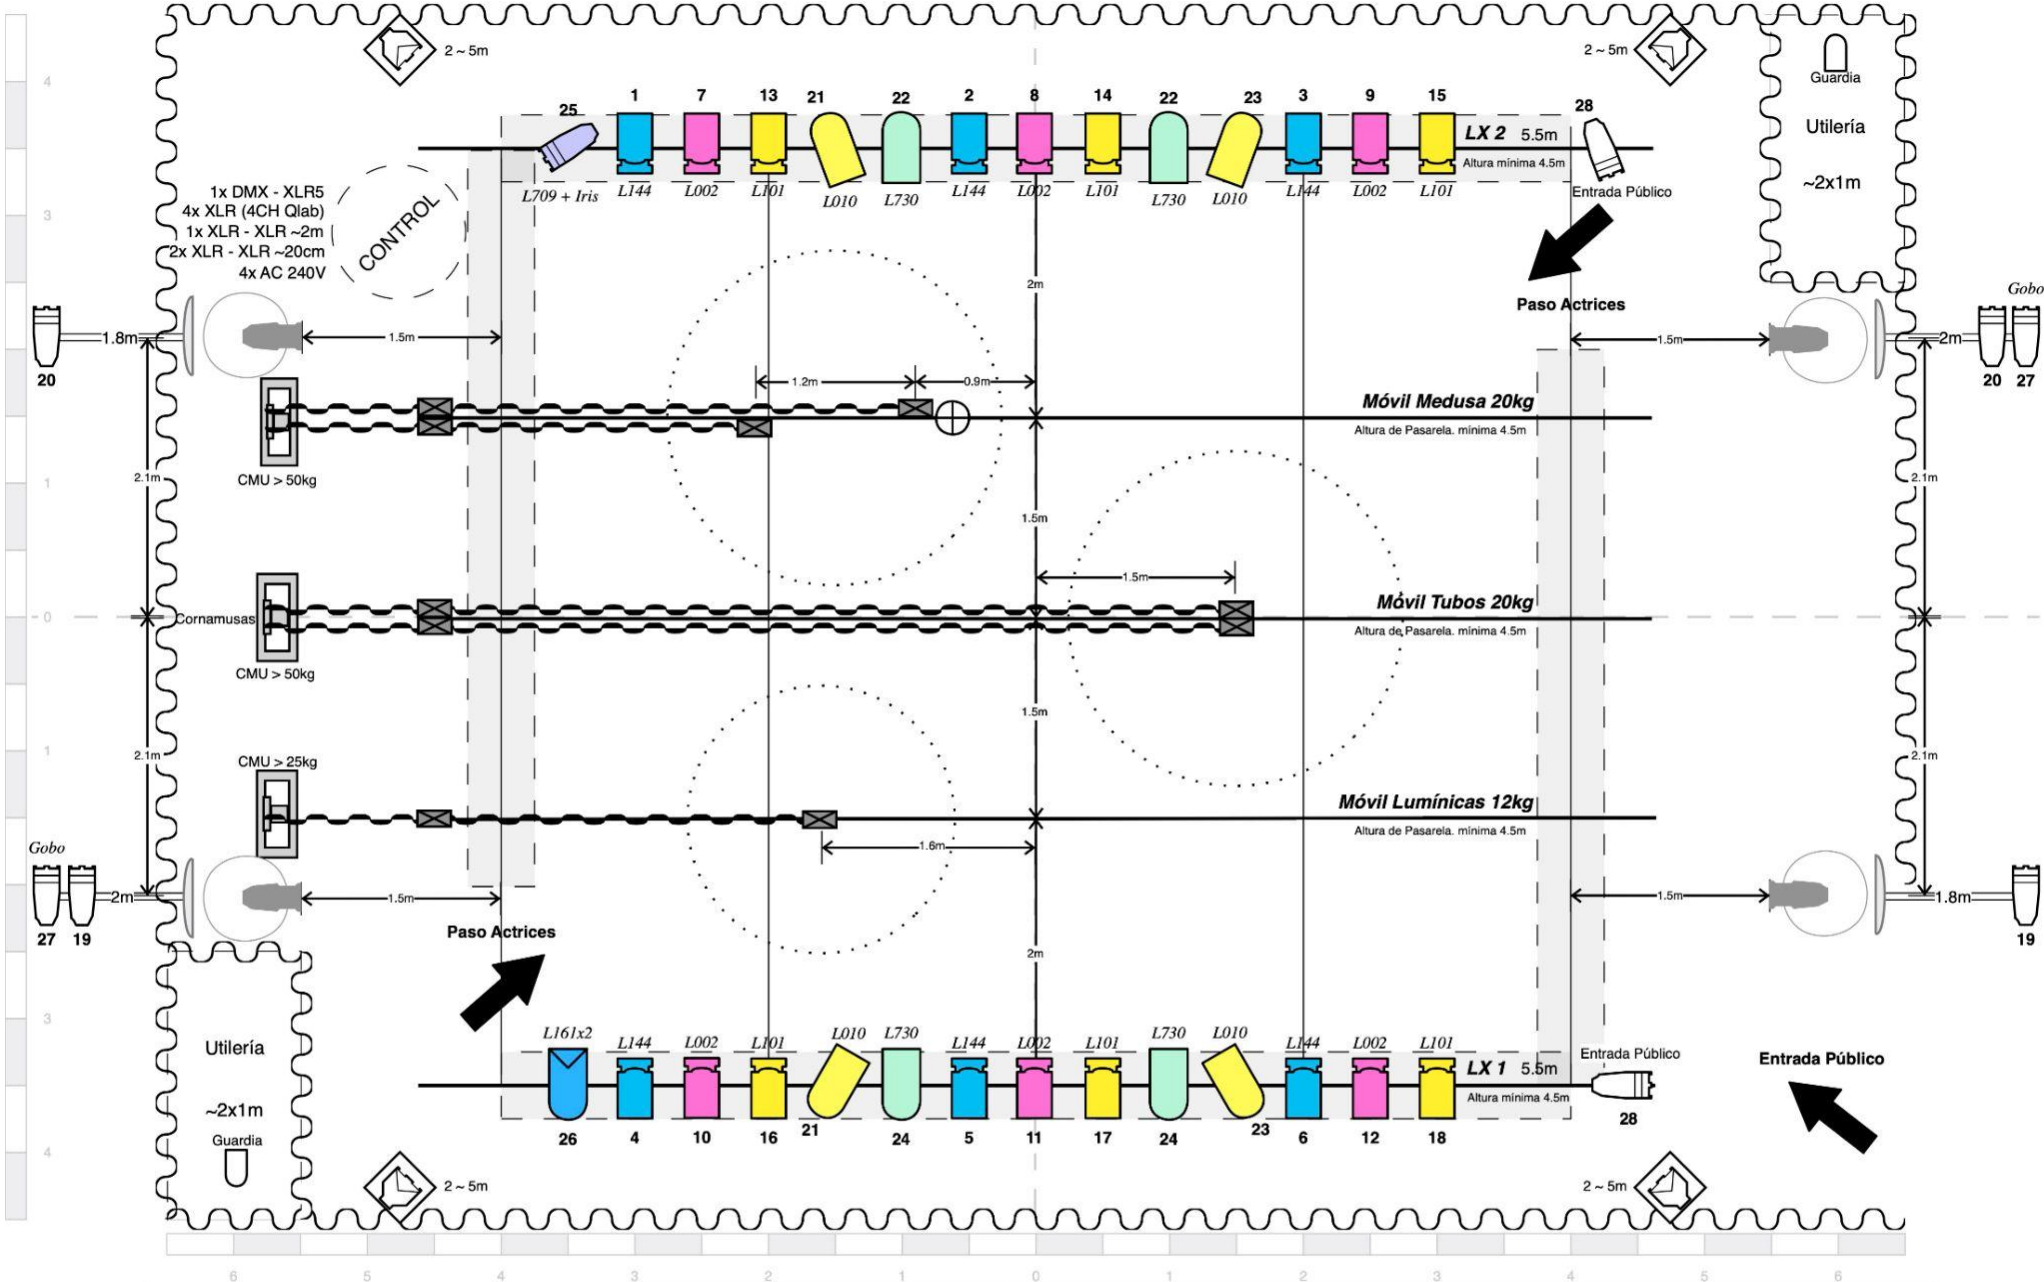 2 ~ 5m
2 ~ 5m
Guardia
Utilería
~2x1m
25 1 7 13 21 22 2 8 14 22 23 3 9 15 28
LX 2 5.5m
Altura mínima 4.5m
L709 + Iris L144 L002 L101 L010 L730 L144 L002 L101 L730 L010 L144 L002 L101
Entrada Público
1x DMX - XLR5
4x XLR (4CH Qlab)
1x XLR - XLR ~2m
2x XLR - XLR ~20cm
4x AC 240V
CONTROL
2m
Paso Actrices
Gobo
1.8m
1.5m
1.5m
2m
20
20 27
1.2m
0.9m
Móvil Medusa 20kg
Altura de Pasarela. mínima 4.5m
CMU > 50kg
2.1m
2.1m
1.5m
1.5m
Móvil Tubos 20kg
Altura de Pasarela. mínima 4.5m
Cornamusas
CMU > 50kg
1.5m
2.1m
2.1m
CMU > 25kg
Móvil Lumínicas 12kg
Altura de Pasarela. mínima 4.5m
1.6m
Gobo
2m
1.5m
1.5m
1.8m
27 19
19
Paso Actrices
2m
Utilería
~2x1m
Guardia
L161x2 L144 L002 L101 L010 L730 L144 L002 L101 L730 L010 L144 L002 L101
Entrada Público
Entrada Público
LX 1 5.5m
Altura mínima 4.5m
26 4 10 16 21 24 5 11 17 24 23 6 12 18 28
2 ~ 5m
2 ~ 5m
4
3
1
0
1
3
4
6 5 4 3 2 1 0 1 2 3 4 5 6